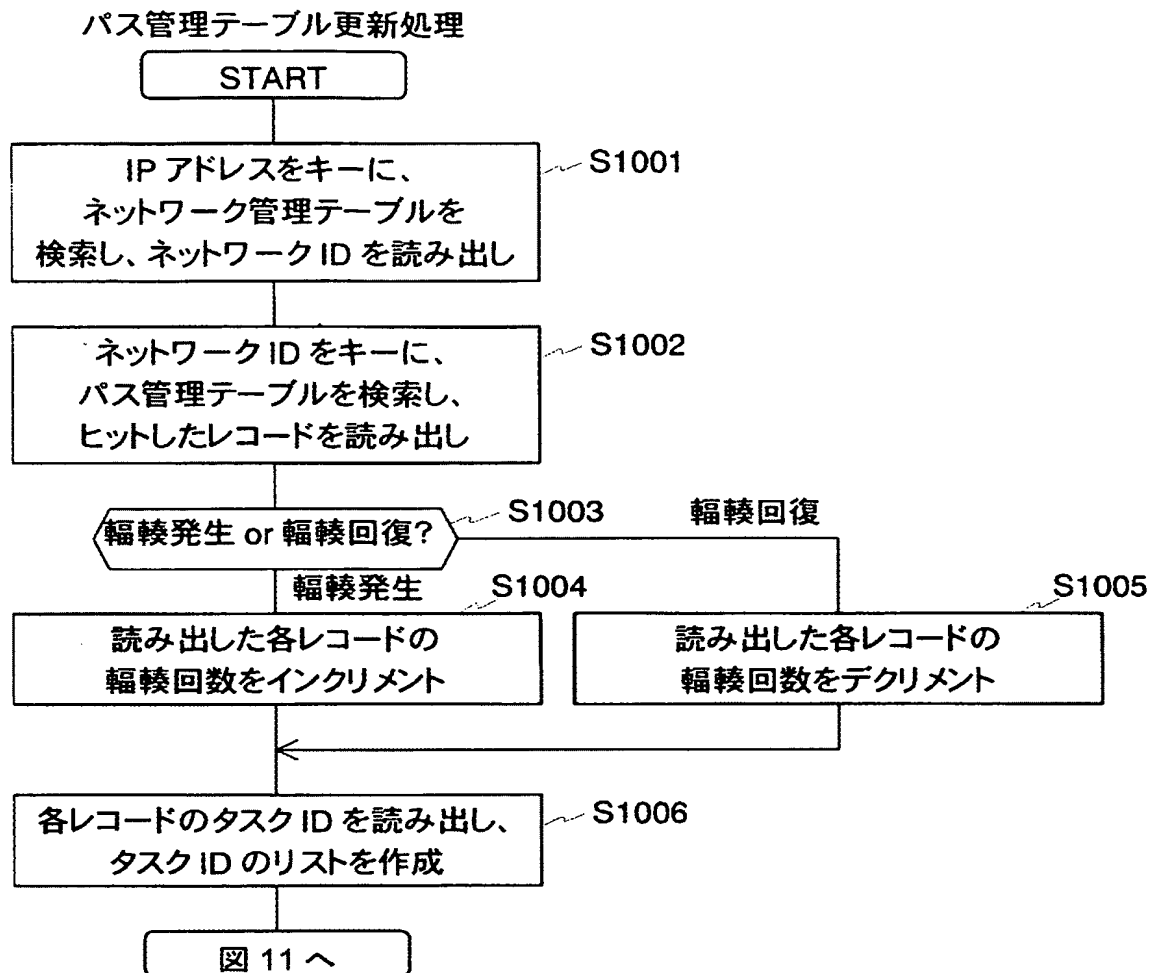 パス管理テーブル更新処理
START
IP アドレスをキーに、
ネットワーク管理テーブルを
検索し、ネットワーク ID を読み出し
S1001
ネットワーク ID をキーに、
パス管理テーブルを検索し、
ヒットしたレコードを読み出し
S1002
輻輳発生 or 輻輳回復?
S1003
輻輳回復
輻輳発生
S1004
S1005
読み出した各レコードの
輻輳回数をインクリメント
読み出した各レコードの
輻輳回数をデクリメント
各レコードのタスク ID を読み出し、
タスク ID のリストを作成
S1006
図 11 へ